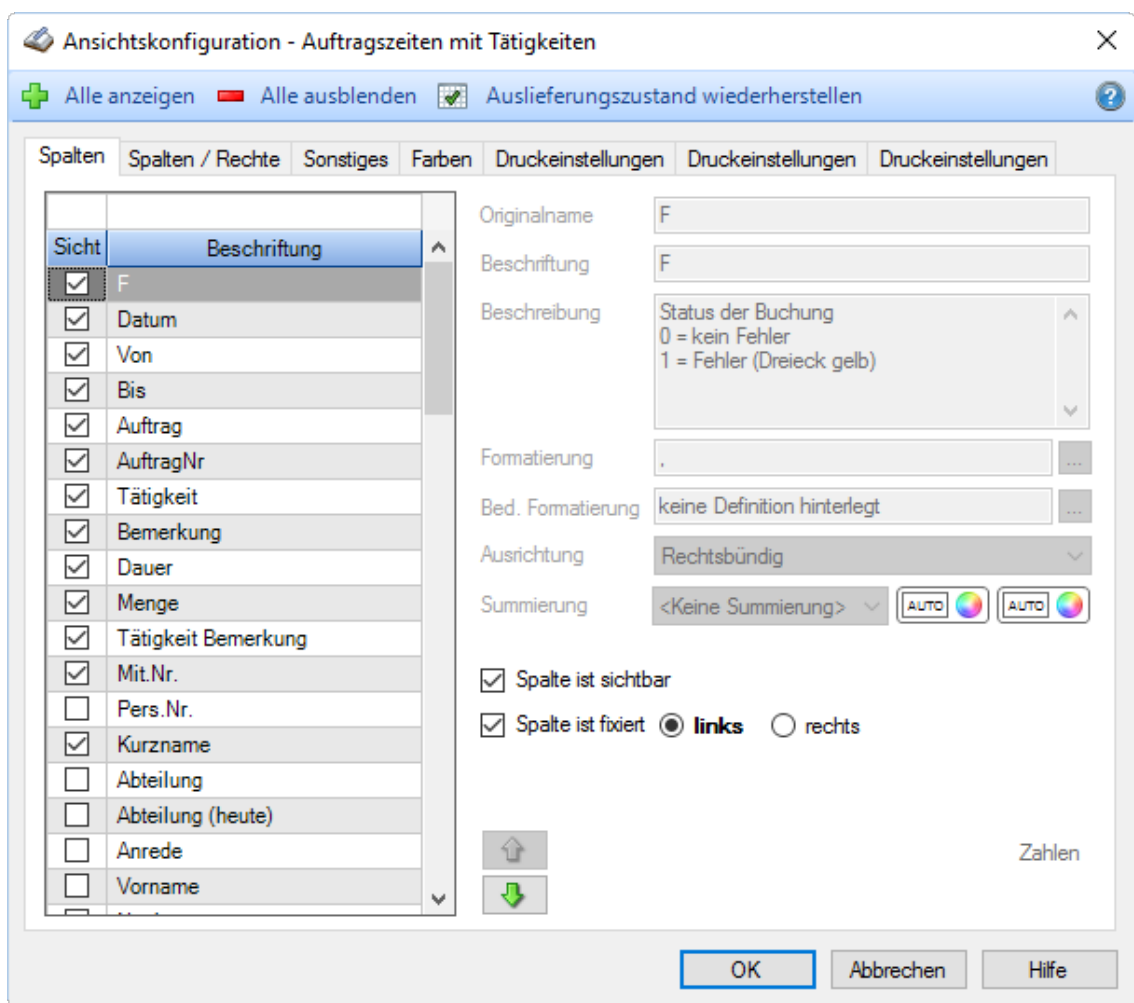 Ansichtskonfiguration - Auftragszeiten mit Tätigkeiten
Alle anzeigen Alle ausblenden Auslieferungszustand wiederherstellen
Spalten Spalten / Rechte Sonstiges Farben Druckeinstellungen Druckeinstellungen Druckeinstellungen
Sicht Beschriftung
F
Datum
Von
Bis
Auftrag
AuftragNr
Tätigkeit
Bemerkung
Dauer
Menge
Tätigkeit Bemerkung
Mit.Nr.
Pers.Nr.
Kurzname
Abteilung
Abteilung (heute)
Anrede
Vorname
Originalname F
Beschriftung F
Beschreibung Status der Buchung
0 = kein Fehler
1 = Fehler (Dreieck gelb)
Formatierung , ...
Bed. Formatierung keine Definition hinterlegt ...
Ausrichtung Rechtsbündig
Summierung <Keine Summierung> AUTO AUTO
Spalte ist sichtbar
Spalte ist fixiert links rechts
Zahlen
OK Abbrechen Hilfe